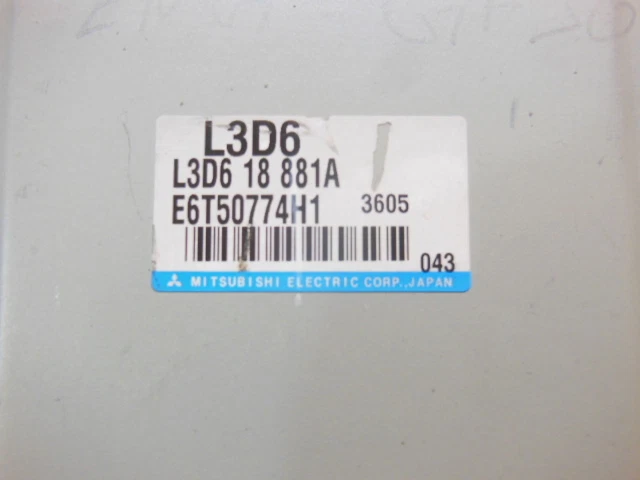 L3D6
L3D6 18 881A
E6T50774H1 3605
043
MITSUBISHI ELECTRIC CORP., JAPAN